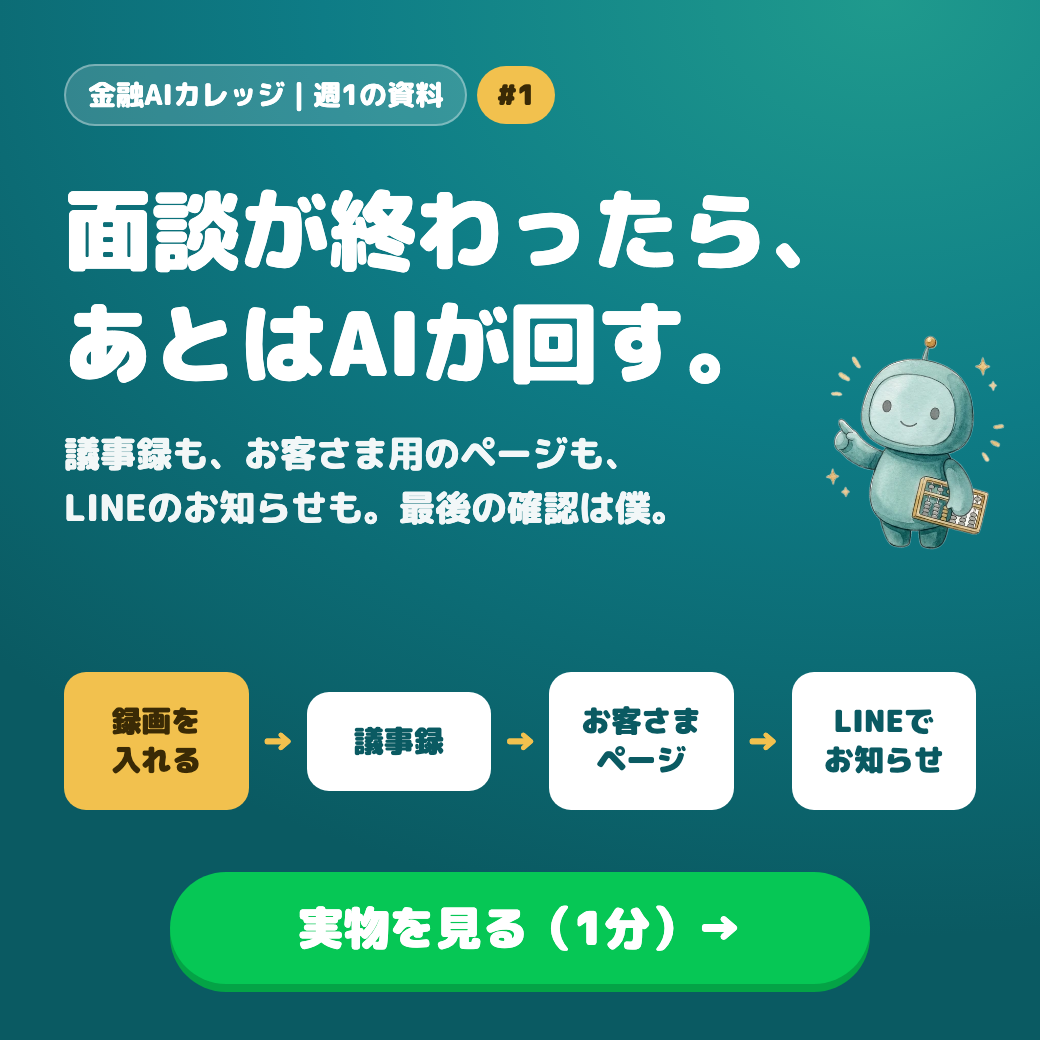 金融AIカレッジ｜週1の資料
#1
面談が終わったら、
あとはAIが回す。
議事録も、お客さま用のページも、
LINEのお知らせも。最後の確認は僕。
録画を
入れる
→
議事録
→
お客さま
ページ
→
LINEで
お知らせ
実物を見る（1分）→